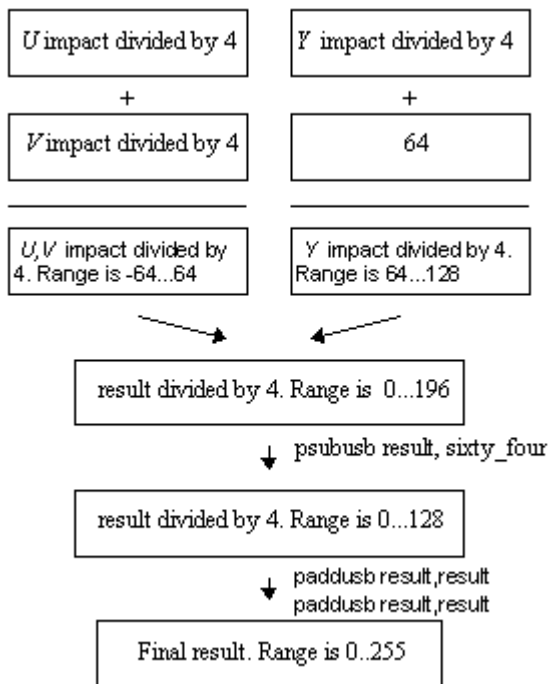 U impact divided by 4
+
V impact divided by 4
U,V impact divided by
4. Range is -64...64
Y impact divided by 4
+
64
Y impact divided by 4.
Range is 64...128
result divided by 4. Range is 0...196
psubusb result, sixty_four
result divided by 4. Range is 0...128
paddusb result,result
paddusb result,result
Final result. Range is 0..255